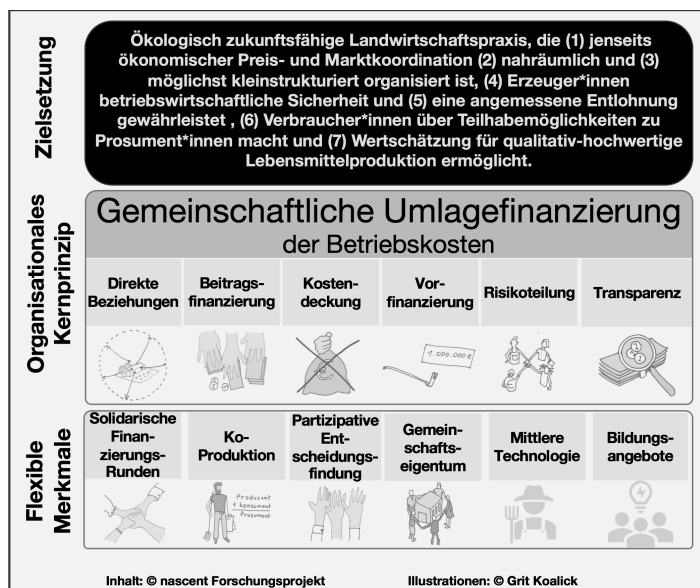 Zielsetzung
Ökologisch zukunftsfähige Landwirtschaftspraxis, die (1) jenseits
ökonomischer Preis- und Marktkoordination (2) nahräumlich und (3)
möglichst kleinstrukturiert organisiert ist, (4) Erzeuger*innen
betriebswirtschaftliche Sicherheit und (5) eine angemessene Entlohnung
gewährleistet , (6) Verbraucher*innen über Teilhabemöglichkeiten zu
Prosument*innen macht und (7) Wertschätzung für qualitativ-hochwertige
Lebensmittelproduktion ermöglicht.
Organisationales
Kernprinzip
Gemeinschaftliche Umlagefinanzierung
der Betriebskosten
Direkte
Beziehungen
Beitrags-
finanzierung
Kosten-
deckung
Vor-
finanzierung
Risikoteilung
Transparenz
1.000.000€
Flexible
Merkmale
Solidarische
Finan-
zierungs-
Runden
Ko-
Produktion
Partizipative
Ent-
scheidungs-
findung
Gemein-
schafts-
eigentum
Mittlere
Technologie
Bildungs-
angebote
Produzent
+ konsument
Prosument
Inhalt: © nascent Forschungsprojekt
Illustrationen: © Grit Koalick